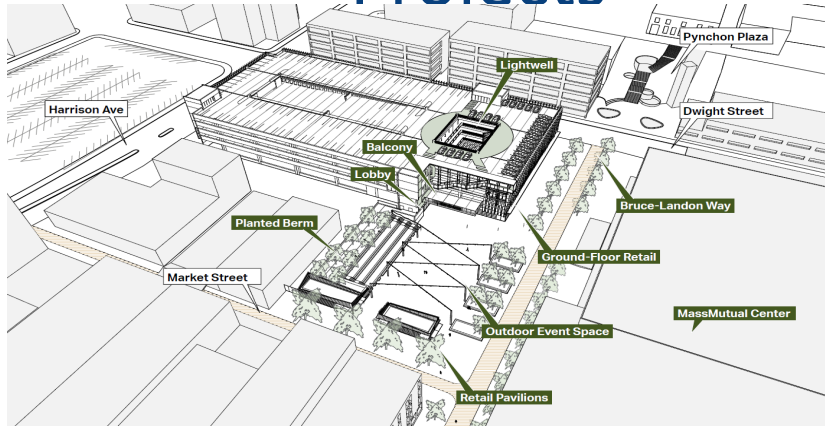 Projects
Pynchon Plaza
Lightwell
Harrison Ave
Dwight Street
Balcony
Lobby
Bruce-Landon Way
Planted Berm
Ground-Floor Retail
Market Street
MassMutual Center
Outdoor Event Space
Retail Pavilions